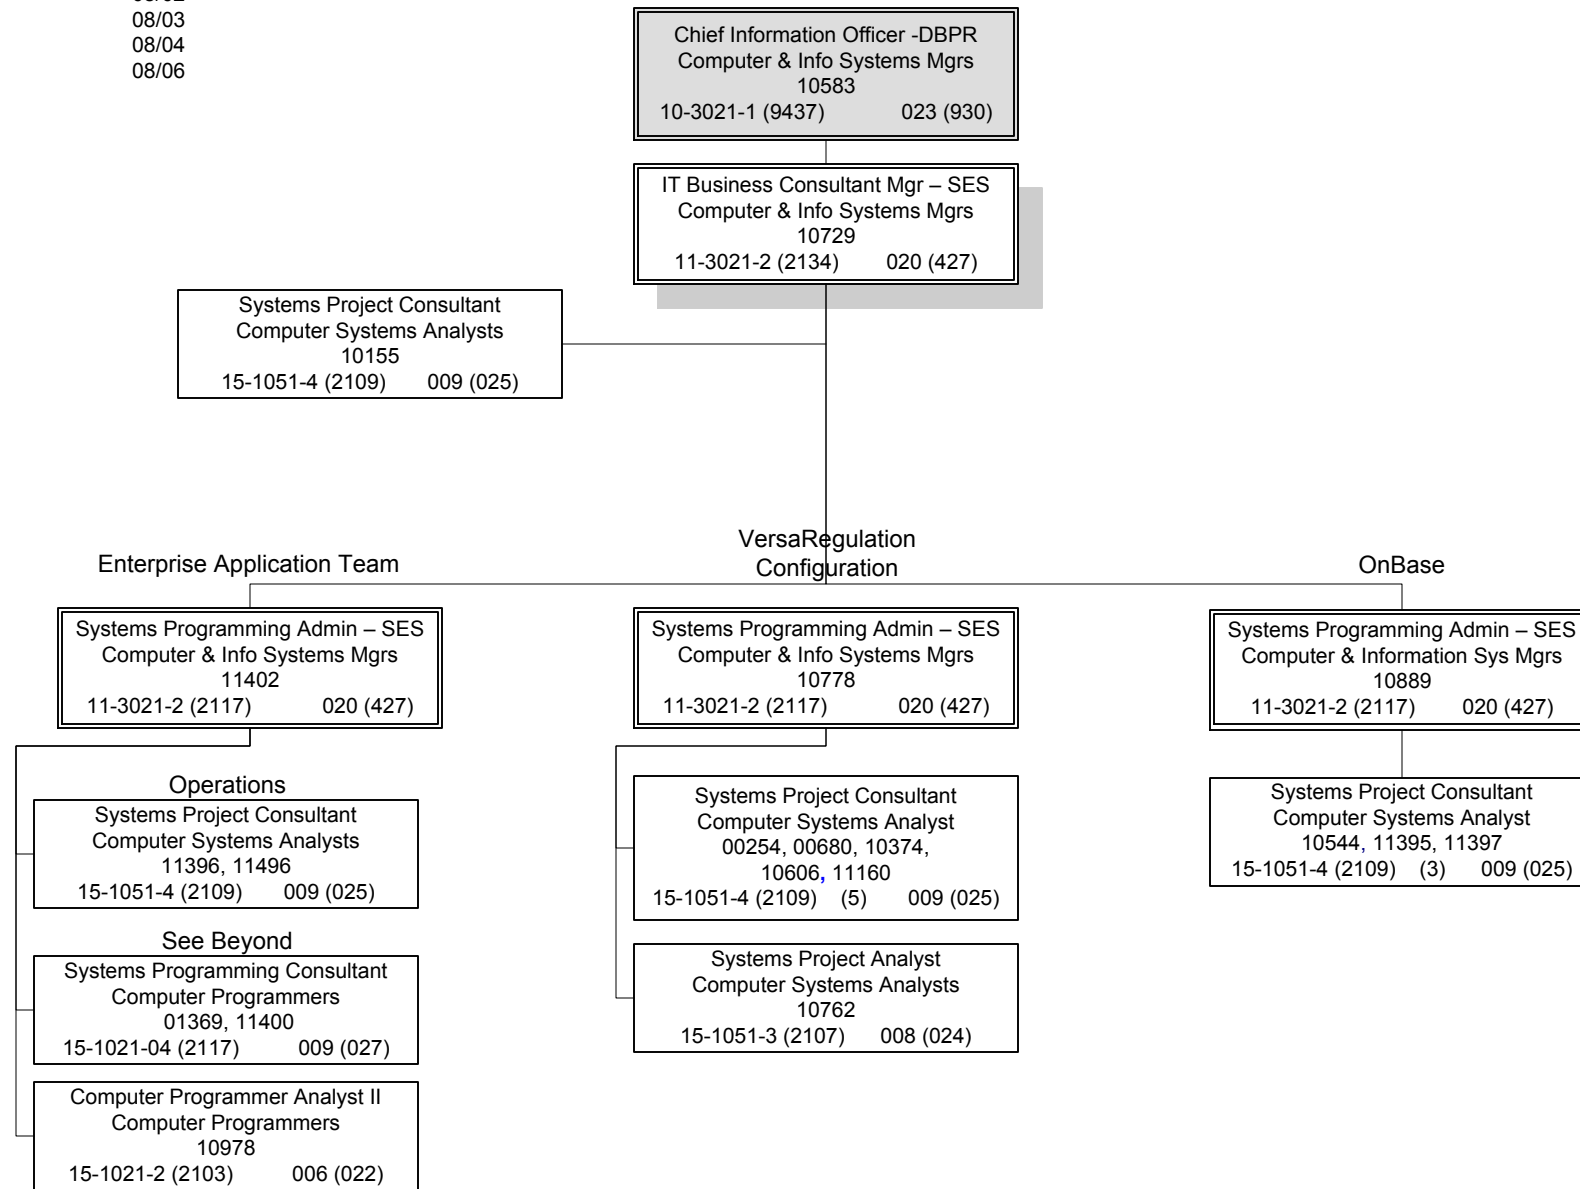 08/03
08/04
08/06
Chief Information Officer -DBPR
Computer & Info Systems Mgrs
10583
10-3021-1 (9437) 023 (930)
IT Business Consultant Mgr – SES
Computer & Info Systems Mgrs
10729
11-3021-2 (2134) 020 (427)
Systems Project Consultant
Computer Systems Analysts
10155
15-1051-4 (2109) 009 (025)
Enterprise Application Team
VersaRegulation
Configuration
OnBase
Systems Programming Admin – SES
Computer & Info Systems Mgrs
11402
11-3021-2 (2117) 020 (427)
Systems Programming Admin – SES
Computer & Info Systems Mgrs
10778
11-3021-2 (2117) 020 (427)
Systems Programming Admin – SES
Computer & Information Sys Mgrs
10889
11-3021-2 (2117) 020 (427)
Operations
Systems Project Consultant
Computer Systems Analysts
11396, 11496
15-1051-4 (2109) 009 (025)
See Beyond
Systems Programming Consultant
Computer Programmers
01369, 11400
15-1021-04 (2117) 009 (027)
Computer Programmer Analyst II
Computer Programmers
10978
15-1021-2 (2103) 006 (022)
Systems Project Consultant
Computer Systems Analyst
00254, 00680, 10374,
10606, 11160
15-1051-4 (2109) (5) 009 (025)
Systems Project Analyst
Computer Systems Analysts
10762
15-1051-3 (2107) 008 (024)
Systems Project Consultant
Computer Systems Analyst
10544, 11395, 11397
15-1051-4 (2109) (3) 009 (025)